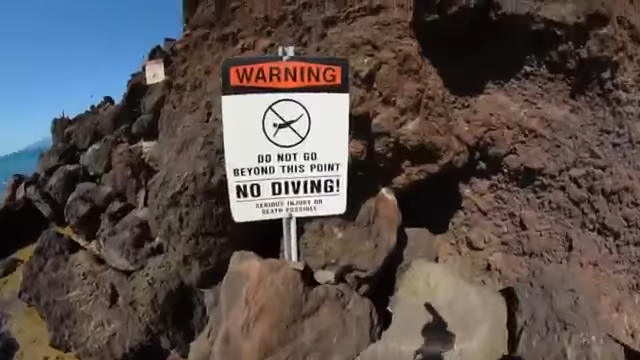 WARNING
DO NOT GO
BEYOND THIS POINT
NO DIVING!
SERIOUS INJURY OR
DEATH POSSIBLE